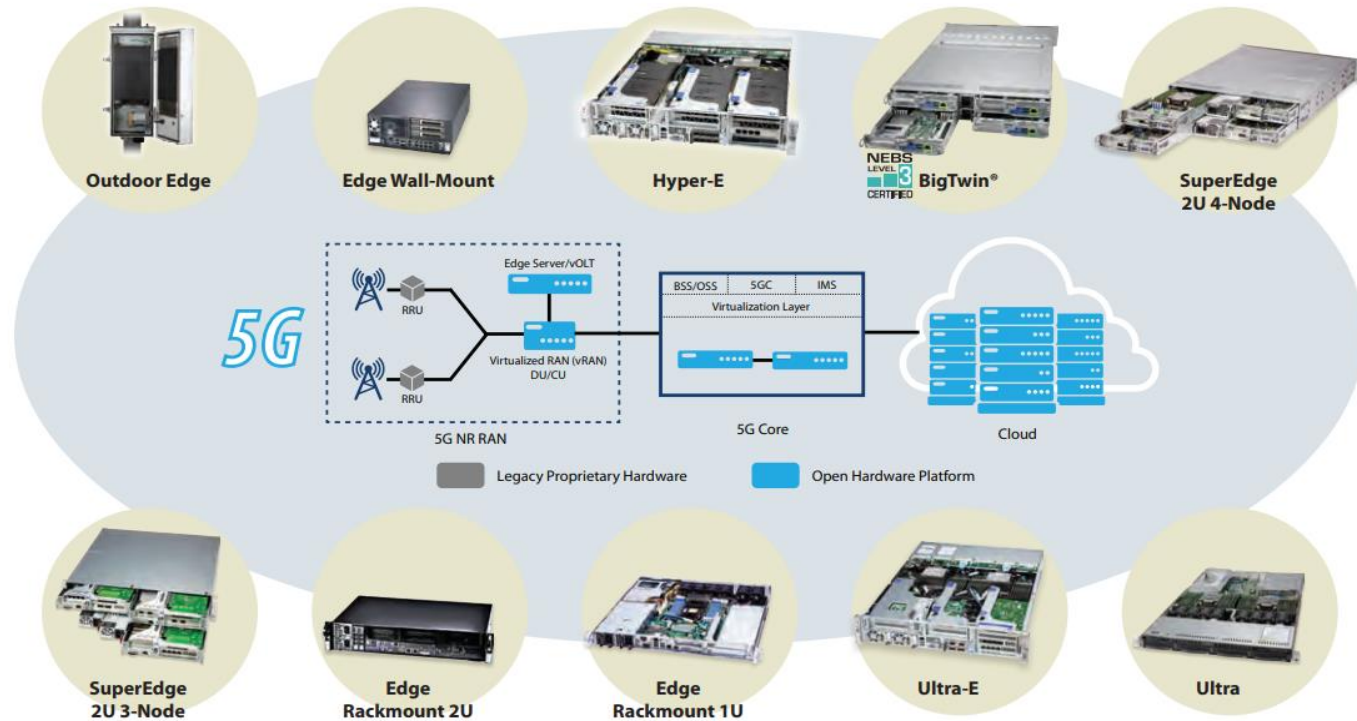 Outdoor Edge
Edge Wall-Mount
Hyper-E
NEBS
LEVEL 3
CERTIFIED
BigTwin®
SuperEdge
2U 4-Node
5G
RRU
RRU
Edge Server/vOLT
Virtualized RAN (vRAN)
DU/CU
5G NR RAN
BSS/OSS
5GC
IMS
Virtualization Layer
5G Core
Cloud
Legacy Proprietary Hardware
Open Hardware Platform
SuperEdge
2U 3-Node
Edge
Rackmount 2U
Edge
Rackmount 1U
Ultra-E
Ultra